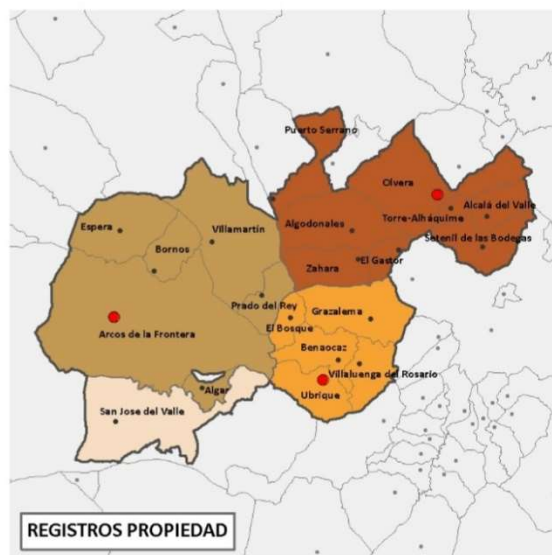 Puerto Serrano
Olvera
Alcalá del Valle
Torre-Alháquime
Algodonales
Setenil de las Bodegas
El Gastor
Zahara
Espera
Villamartín
Bornos
Prado del Rey
Grazalema
El Bosque
Arcos de la Frontera
Benaocaz
Villaluenga del Rosario
Ubrique
Algar
San Jose del Valle
REGISTROS PROPIEDAD